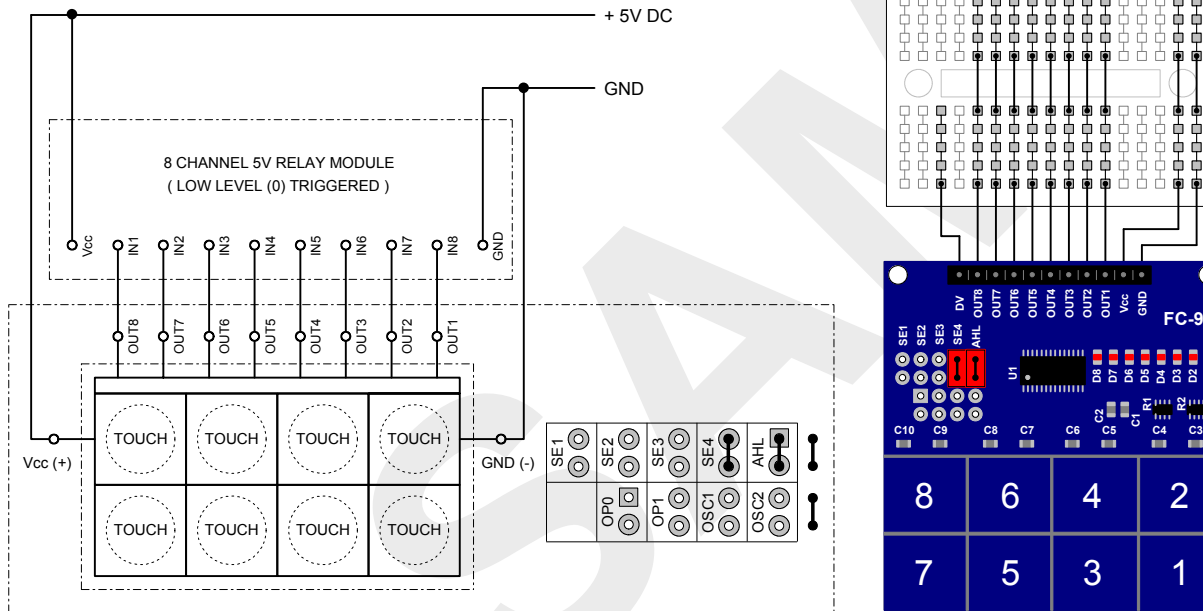 + 5V DC
GND
8 CHANNEL 5V RELAY MODULE
( LOW LEVEL (0) TRIGGERED )
Vcc IN1 IN2 IN3 IN4 IN5 IN6 IN7 IN8 GND
OUT8 OUT7 OUT6 OUT5 OUT4 OUT3 OUT2 OUT1
TOUCH TOUCH TOUCH TOUCH
Vcc (+)
GND (-)
TOUCH TOUCH TOUCH TOUCH
SE1 SE2 SE3 SE4 AHL
OP0 OP1 OSC1 OSC2
DV OUT8 OUT7 OUT6 OUT5 OUT4 OUT3 OUT2 OUT1 Vcc GND
FC-9
SE1 SE2 SE3 SE4 AHL
U1
D8 D7 D6 D5 D4 D3 D2
C2 C1 R1 R2
C10 C9 C8 C7 C6 C5 C4 C3
8 6 4 2
7 5 3 1
SAM